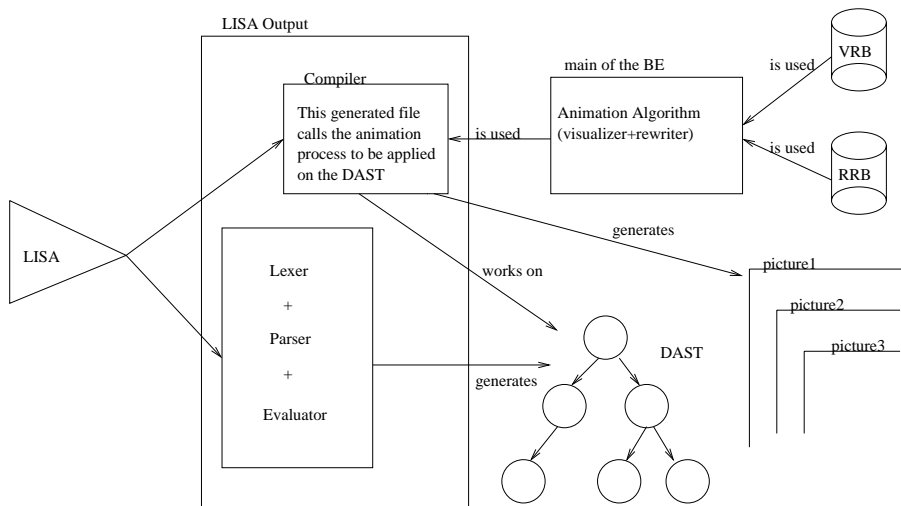 LISA Output
VRB
main of the BE
is used
Compiler
This generated file
calls the animation
process to be applied
on the DAST
is used
Animation Algorithm
(visualizer+rewriter)
is used
RRB
generates
LISA
Lexer
+
Parser
+
Evaluator
works on
picture1
picture2
picture3
DAST
generates